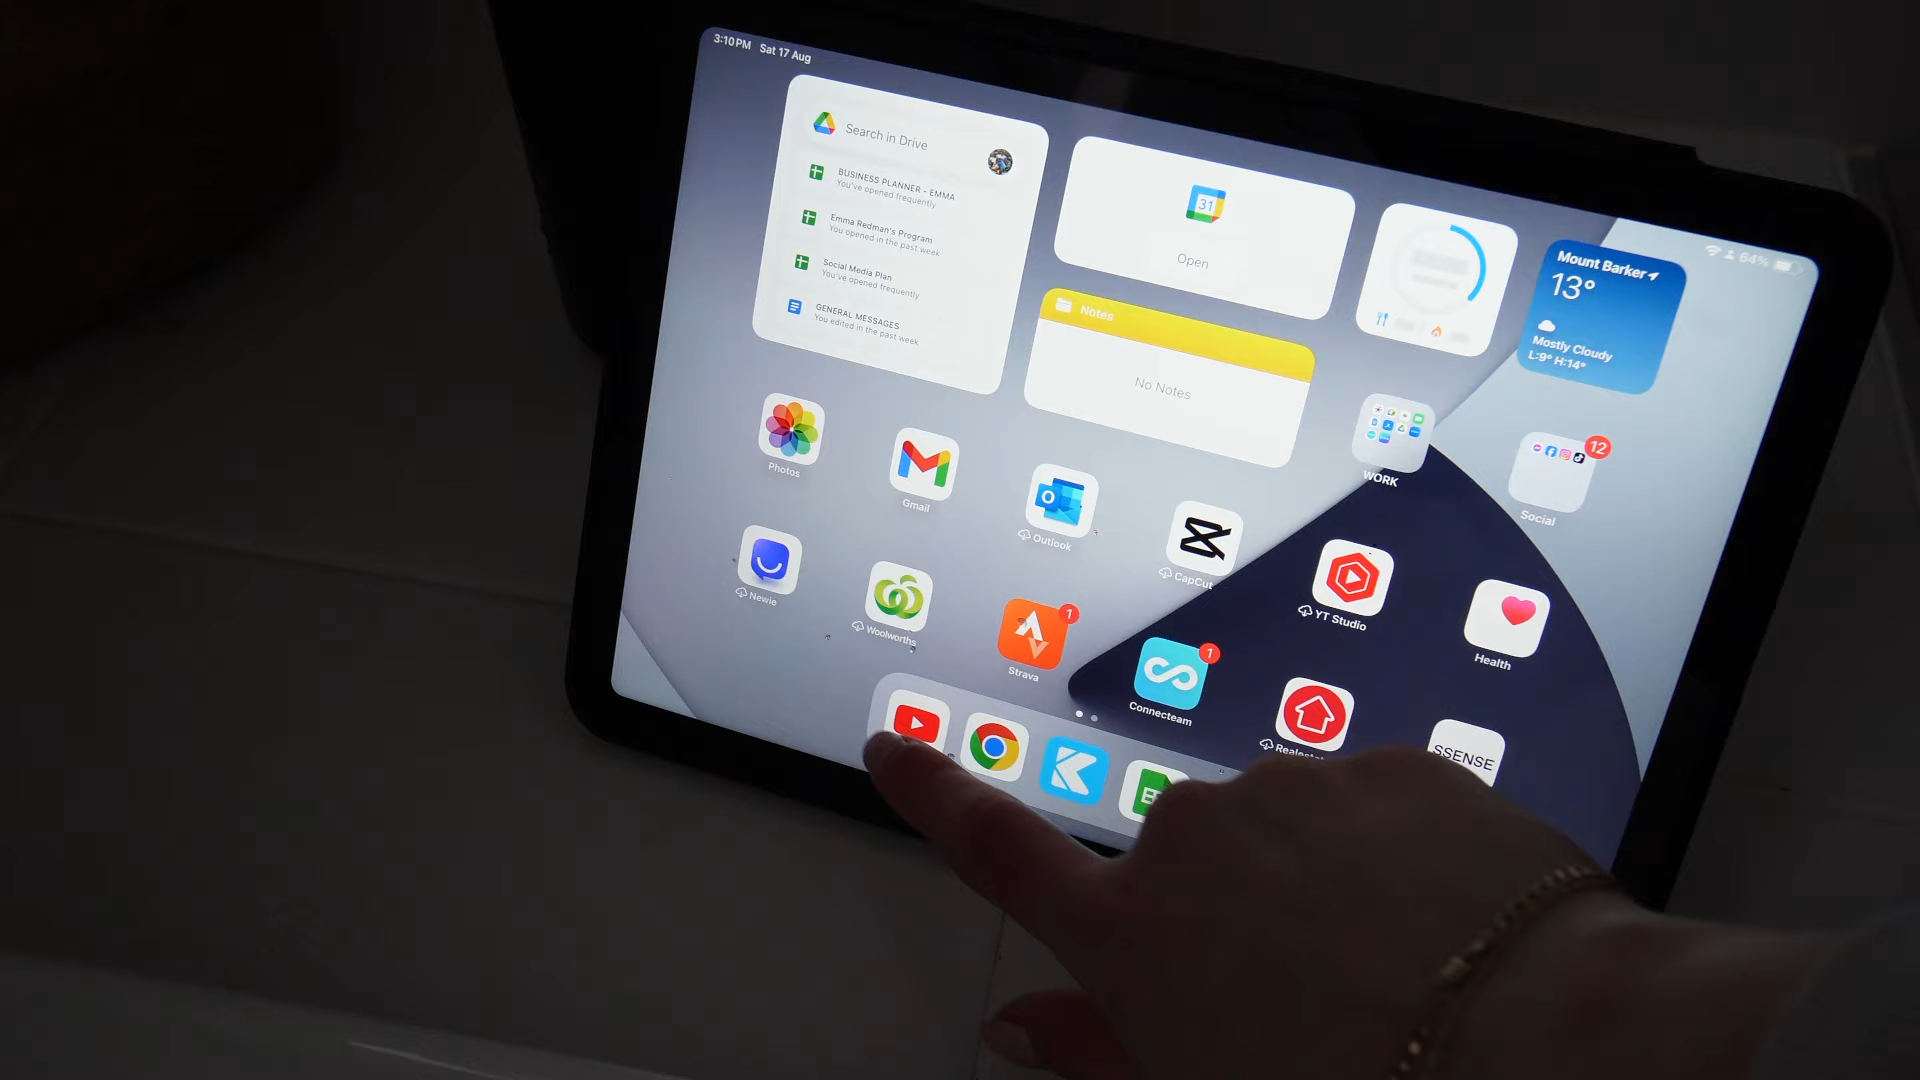 3:10 PM Sat 17 Aug
64%
Search in Drive
BUSINESS PLANNER - EMMA
You've opened frequently
Emma Redman's Program
You opened in the past week
Social Media Plan
You've opened frequently
GENERAL MESSAGES
You edited in the past week
31
Open
Notes
No Notes
Mount Barker
13°
Mostly Cloudy
L:9° H:14°
Photos
Gmail
Outlook
CapCut
WORK
12
Social
Newie
Woolworths
1
Strava
1
Connecteam
YT Studio
Health
SSENSE